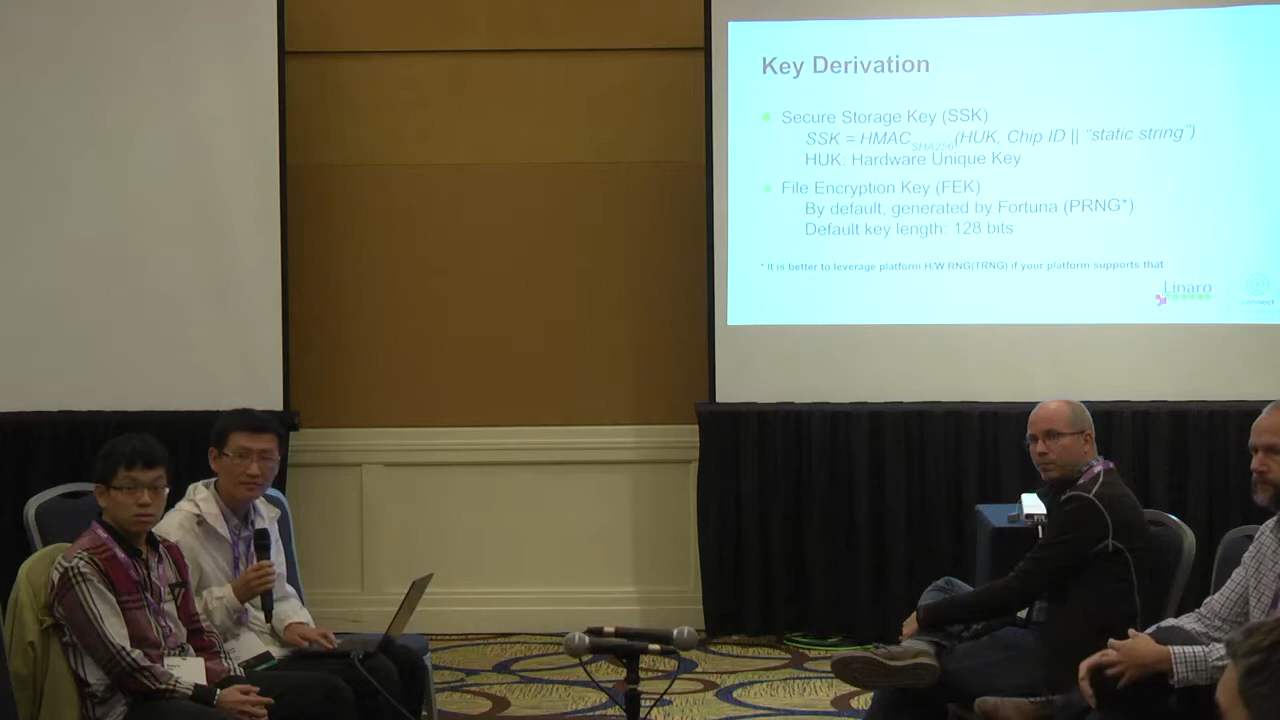 Key Derivation
Secure Storage Key (SSK)
SSK = HMAC SHA256(HUK, Chip ID || “static string”)
HUK: Hardware Unique Key
File Encryption Key (FEK)
By default, generated by Fortuna (PRNG*)
Default key length: 128 bits
* It is better to leverage platform H/W RNG(TRNG) if your platform supports that
Linaro
connect